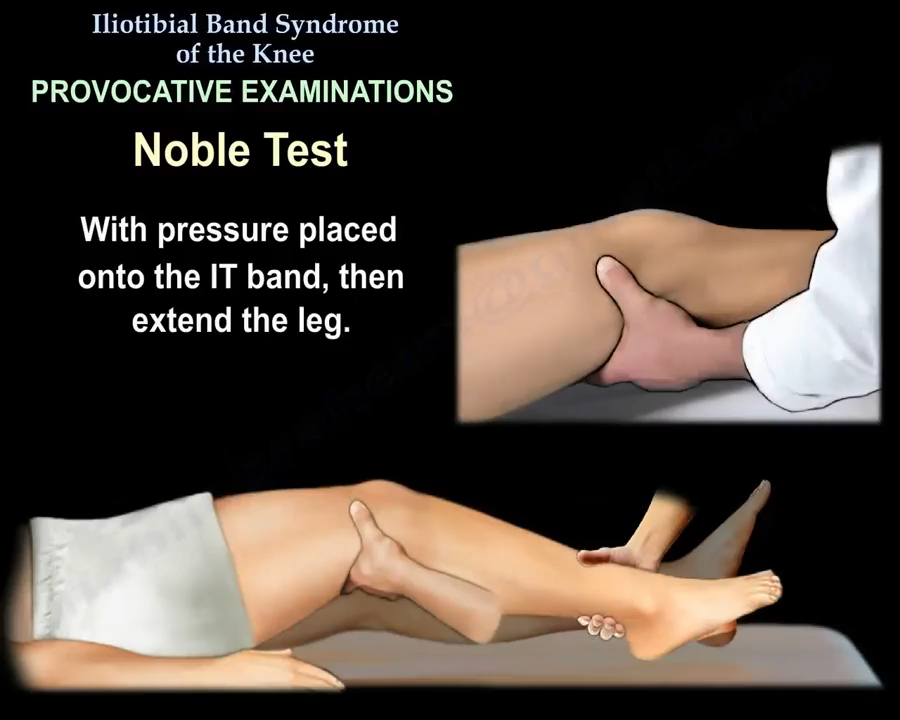 Iliotibial Band Syndrome
of the Knee
PROVOCATIVE EXAMINATIONS
Noble Test
With pressure placed
onto the IT band, then
extend the leg.